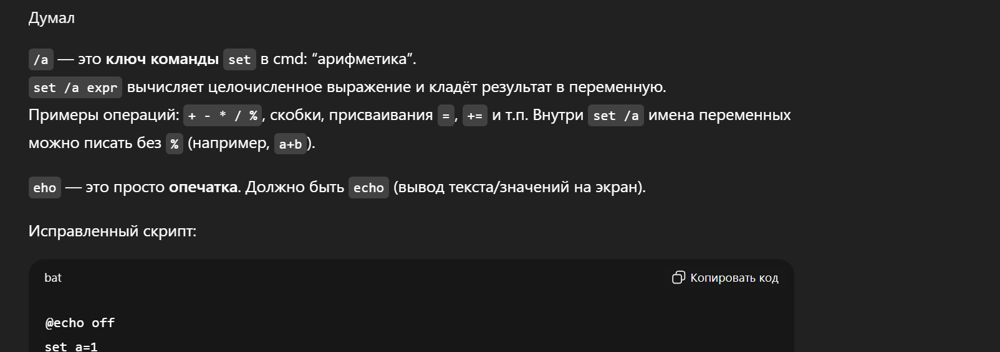 Думал
/a — это ключ команды set в cmd: “арифметика”.
set /a expr вычисляет целочисленное выражение и кладёт результат в переменную.
Примеры операций: + - * / %, скобки, присваивания =, += и т.п. Внутри set /a имена переменных
можно писать без % (например, a+b).
eho — это просто опечатка. Должно быть echo (вывод текста/значений на экран).
Исправленный скрипт:
bat
Копировать код
@echo off
set a=1